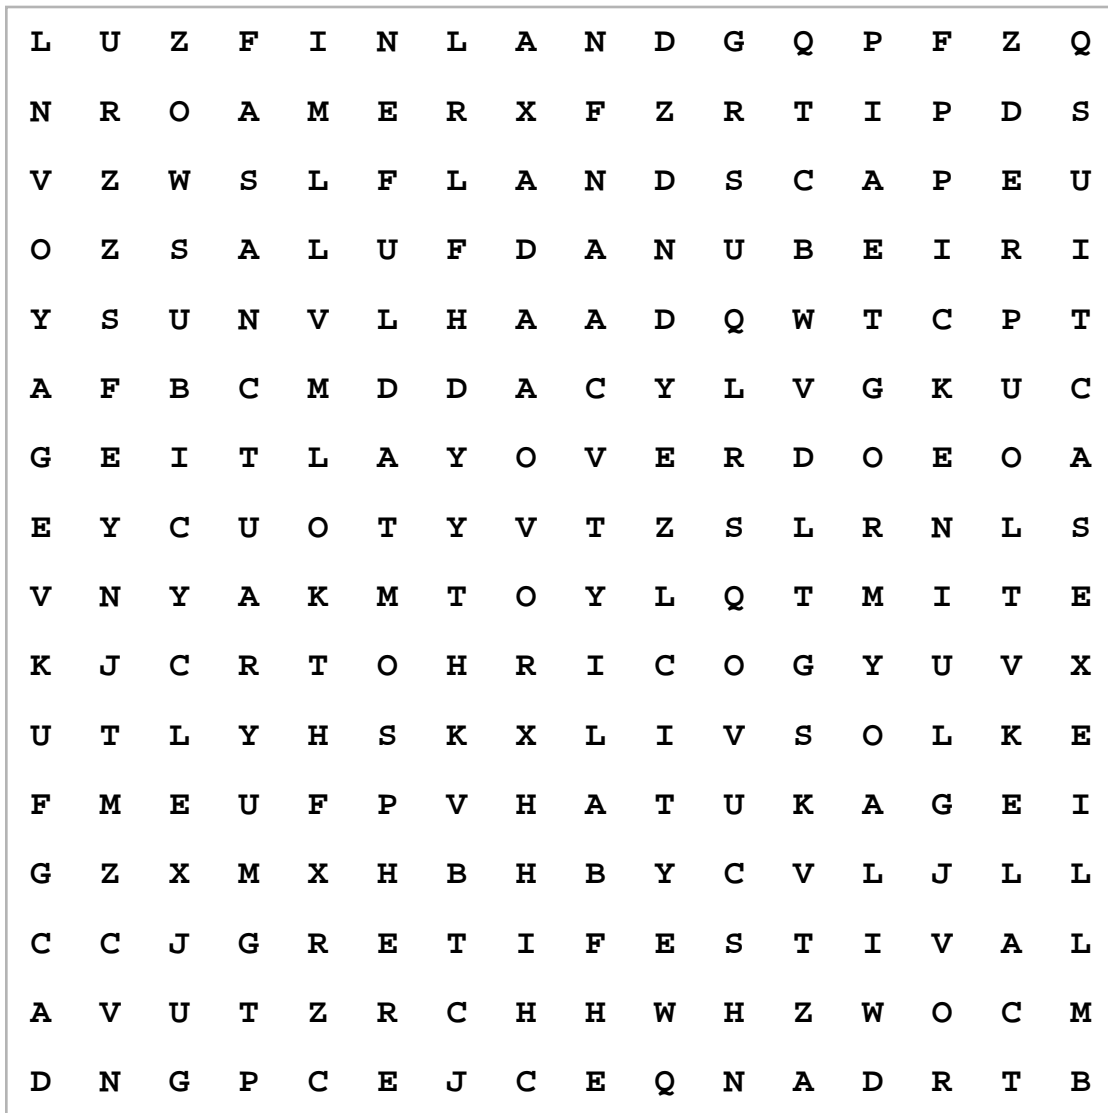 L U Z F I N L A N D G Q P F Z Q
N R O A M E R X F Z R T I P D S
V Z W S L F L A N D S C A P E U
O Z S A L U F D A N U B E I R I
Y S U N V L H A A D Q W T C P T
A F B C M D D A C Y L V G K U C
G E I T L A Y O V E R D O E O A
E Y C U O T Y V T Z S L R N L S
V N Y A K M T O Y L Q T M I T E
K J C R T O H R I C O G Y U V X
U T L Y H S K X L I V S O L K E
F M E U F P V H A T U K A G E I
G Z X M X H B H B Y C V L J L L
C C J G R E T I F E S T I V A L
A V U T Z R C H H W H Z W O C M
D N G P C E J C E Q N A D R T B